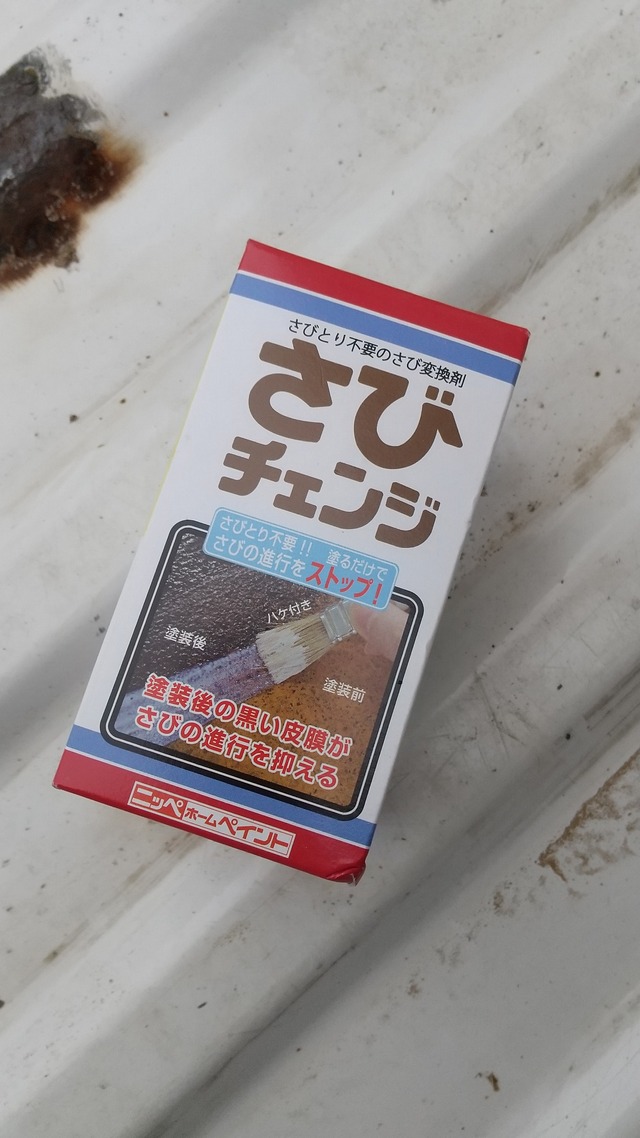 さびとり不要のさび変換剤
さび
チェンジ
さびとり不要!! 塗るだけで
さびの進行をストップ!
ハケ付き
塗装後
塗装前
塗装後の黒い皮膜が
さびの進行を抑える
ニッペホームペイント